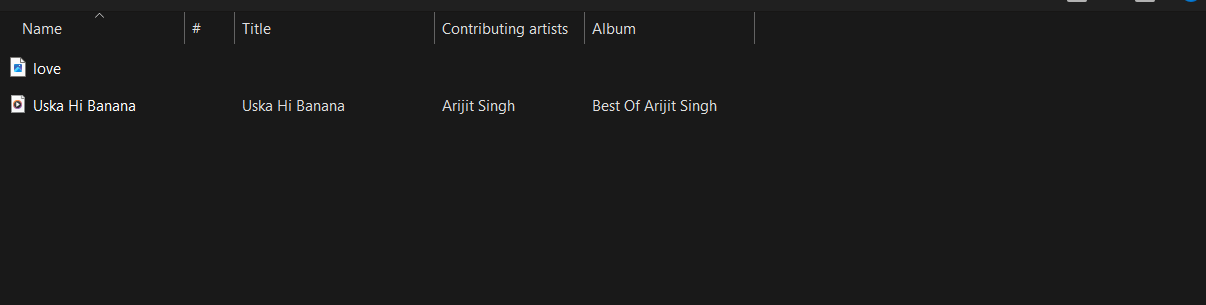 Name # Title Contributing artists Album
love
Uska Hi Banana Uska Hi Banana Arijit Singh Best Of Arijit Singh